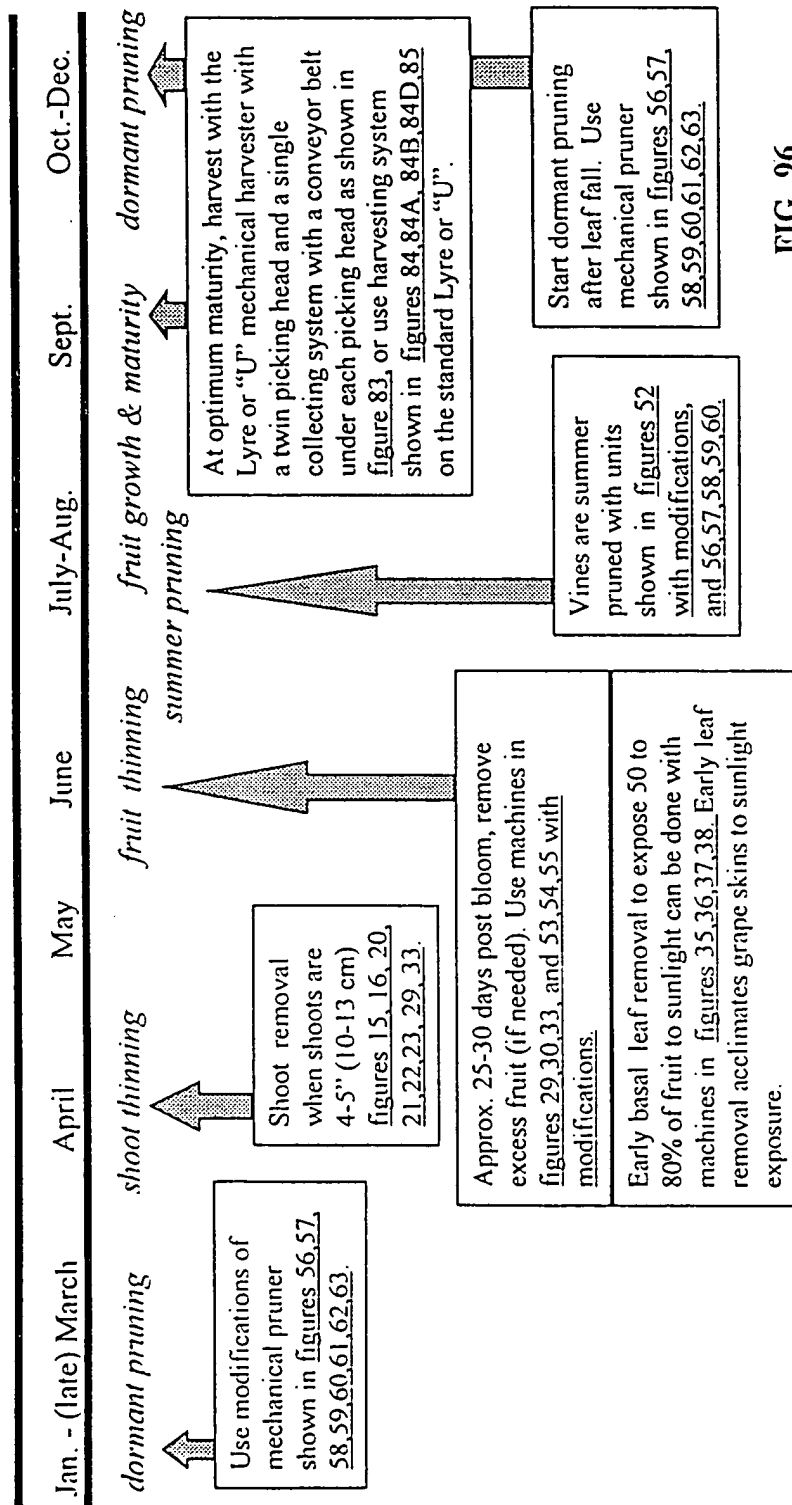 Jan. - (late) March April May June July-Aug. Sept. Oct.-Dec.
dormant pruning shoot thinning fruit thinning fruit growth & maturity dormant pruning
summer pruning
Use modifications of
mechanical pruner
shown in figures 56,57,
58,59,60,61,62,63.
Shoot removal
when shoots are
4-5" (10-13 cm)
figures 15, 16, 20,
21,22,23, 29, 33.
Approx. 25-30 days post bloom, remove
excess fruit (if needed). Use machines in
figures 29,30,33, and 53,54,55 with
modifications.
Early basal leaf removal to expose 50 to
80% of fruit to sunlight can be done with
machines in figures 35,36,37,38. Early leaf
removal acclimates grape skins to sunlight
exposure.
Vines are summer
pruned with units
shown in figures 52
with modifications,
and 56,57,58,59,60.
At optimum maturity, harvest with the
Lyre or "U" mechanical harvester with
a twin picking head and a single
collecting system with a conveyor belt
under each picking head as shown in
figure 83, or use harvesting system
shown in figures 84,84A, 84B,84D,85
on the standard Lyre or "U".
Start dormant pruning
after leaf fall. Use
mechanical pruner
shown in figures 56,57,
58,59,60,61,62,63.
FIG. 96